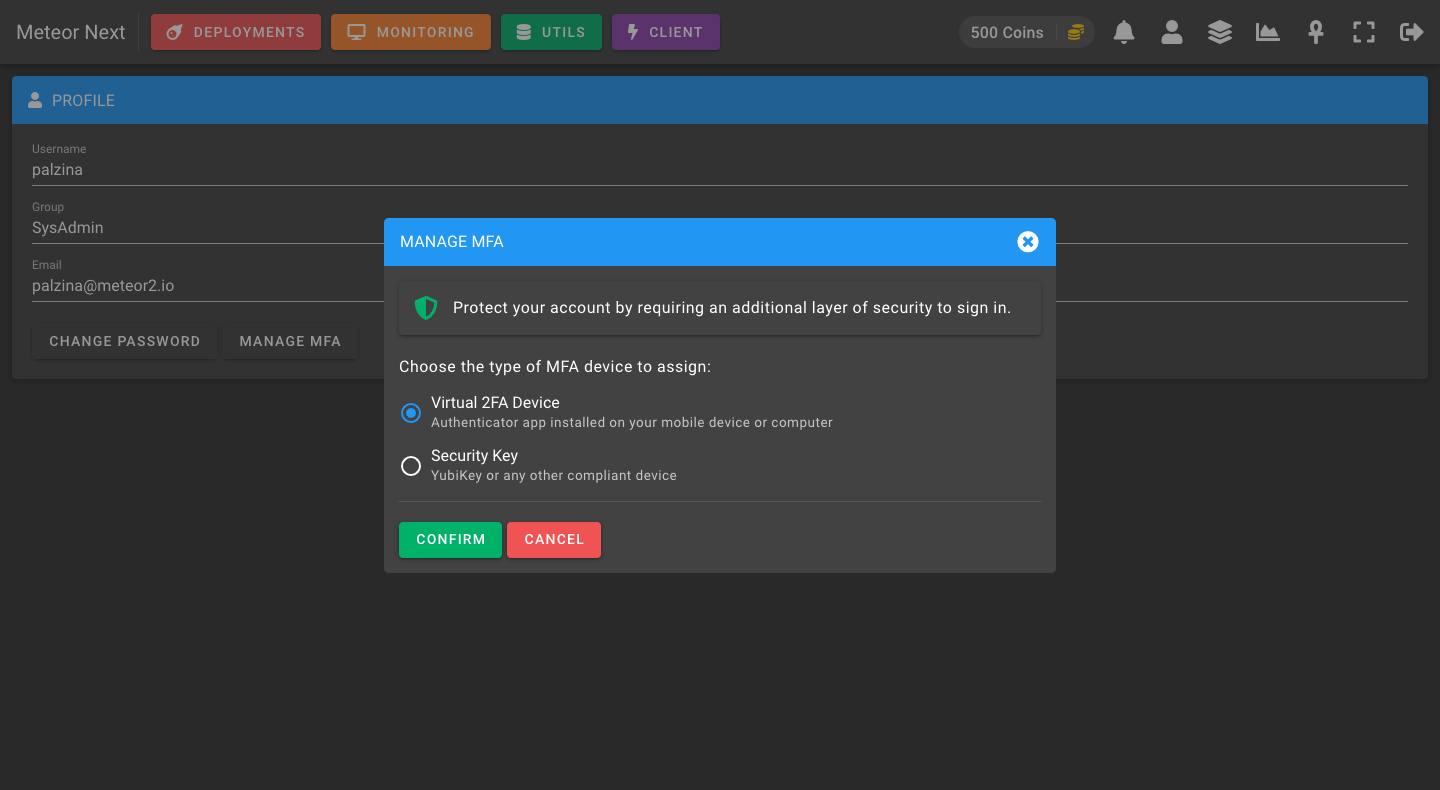 Meteor Next
DEPLOYMENTS
MONITORING
UTILS
CLIENT
500 Coins
PROFILE
Username
palzina
Group
SysAdmin
Email
palzina@meteor2.io
CHANGE PASSWORD
MANAGE MFA
MANAGE MFA
Protect your account by requiring an additional layer of security to sign in.
Choose the type of MFA device to assign:
Virtual 2FA Device
Authenticator app installed on your mobile device or computer
Security Key
YubiKey or any other compliant device
CONFIRM
CANCEL